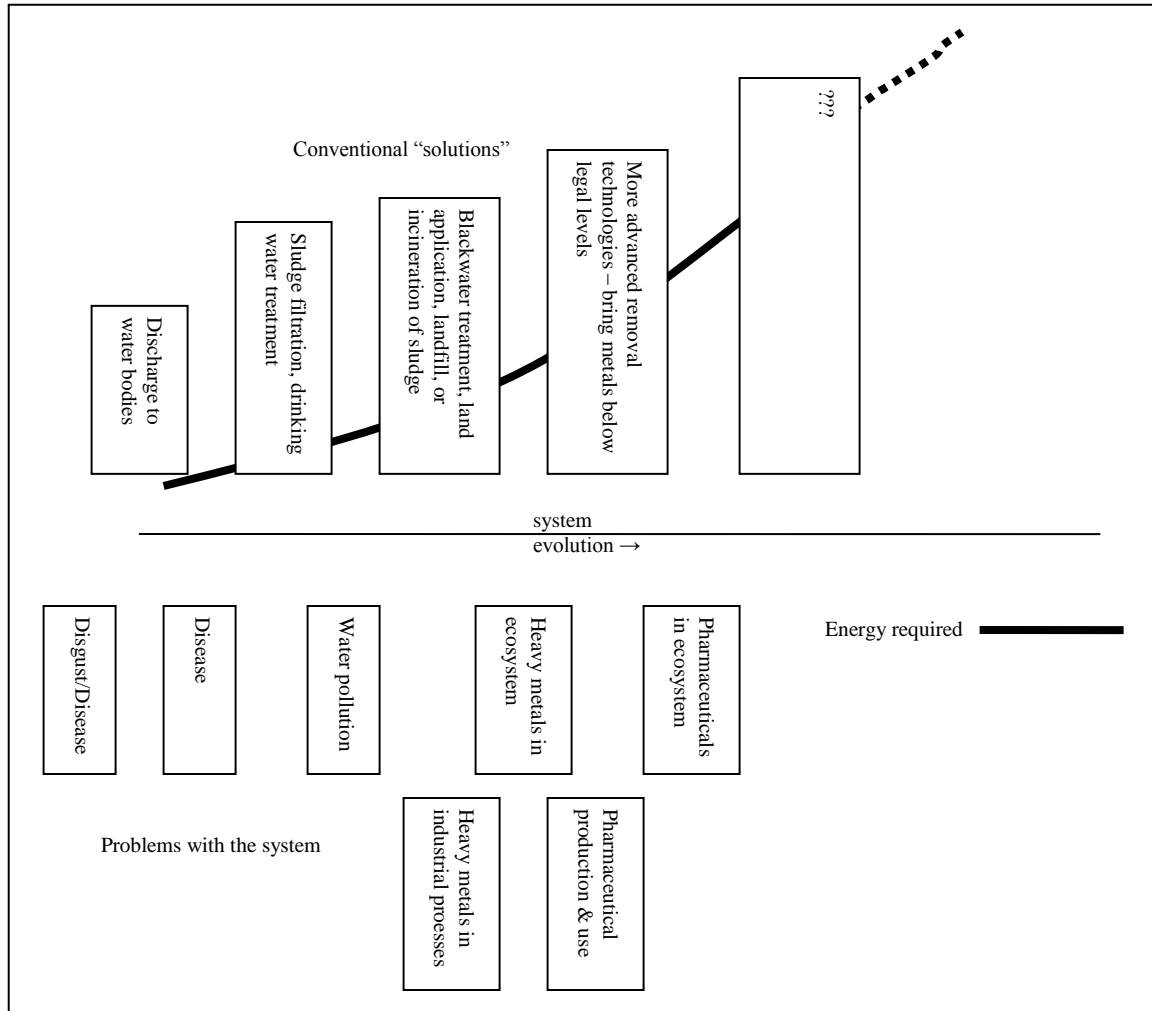 Conventional “solutions”
Discharge to
water bodies
Sludge filtration, drinking
water treatment
Blackwater treatment, land
application, landfill, or
incineration of sludge
More advanced removal
technologies – bring metals below
legal levels
???
system
evolution →
Disgust/Disease
Disease
Water pollution
Heavy metals in
ecosystem
Pharmaceuticals
in ecosystem
Energy required
Problems with the system
Heavy metals in
industrial proesses
Pharmaceutical
production & use